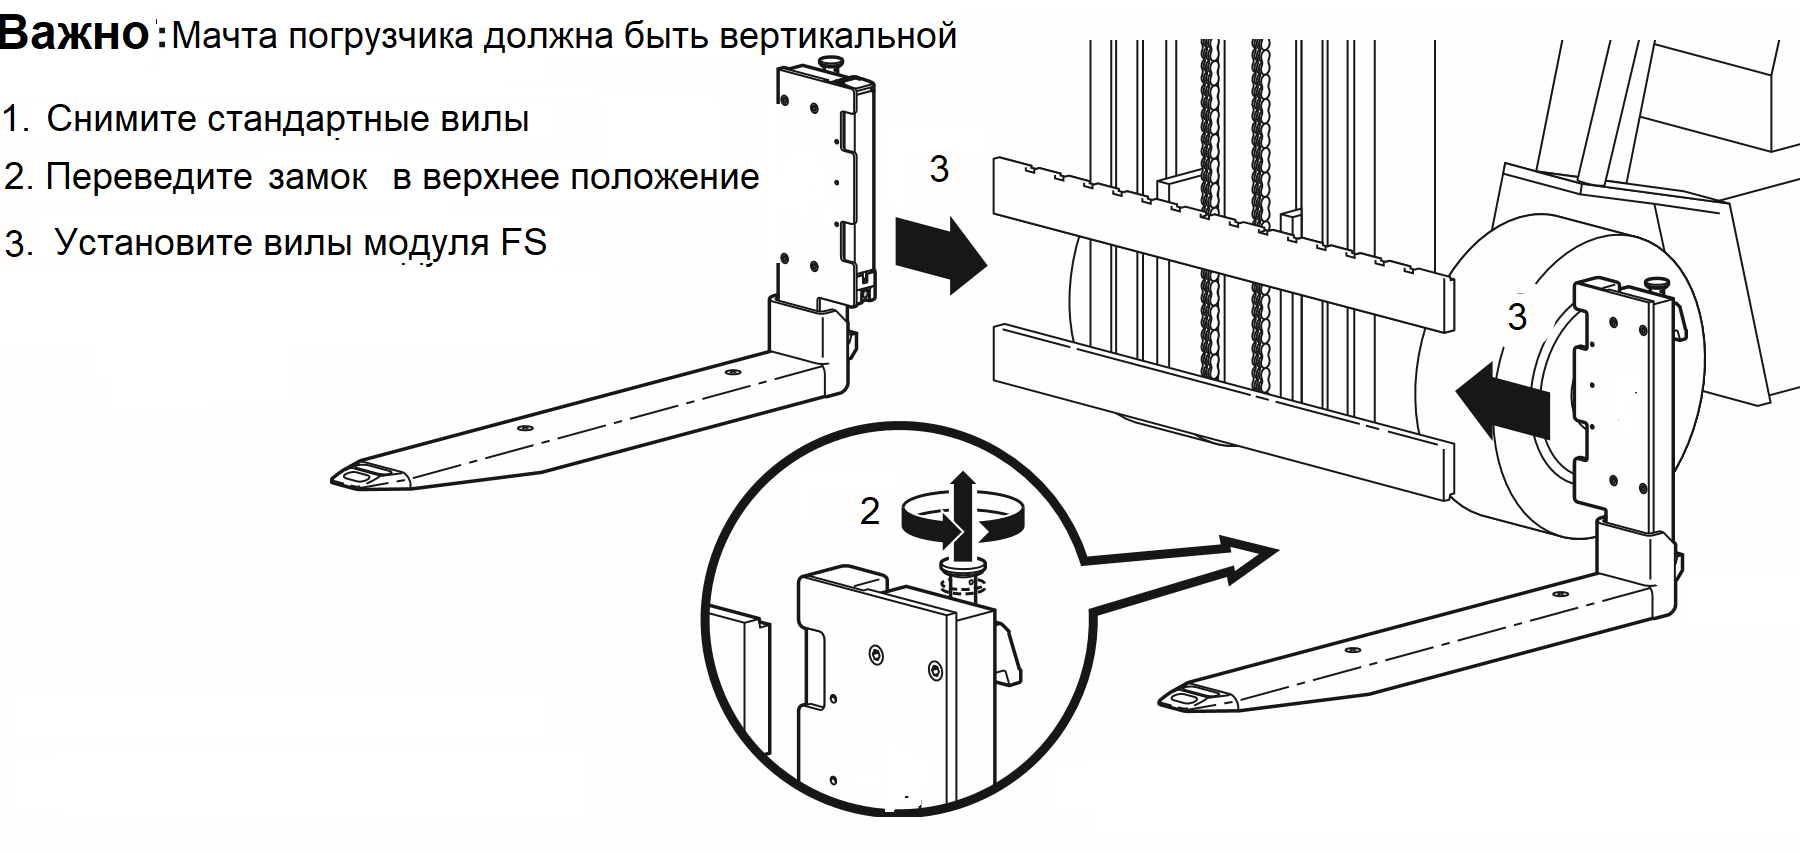 Важно : Мачта погрузчика должна быть вертикальной
1. Снимите стандартные вилы
2. Переведите замок в верхнее положение
3. Установите вилы модуля FS
3
3
2